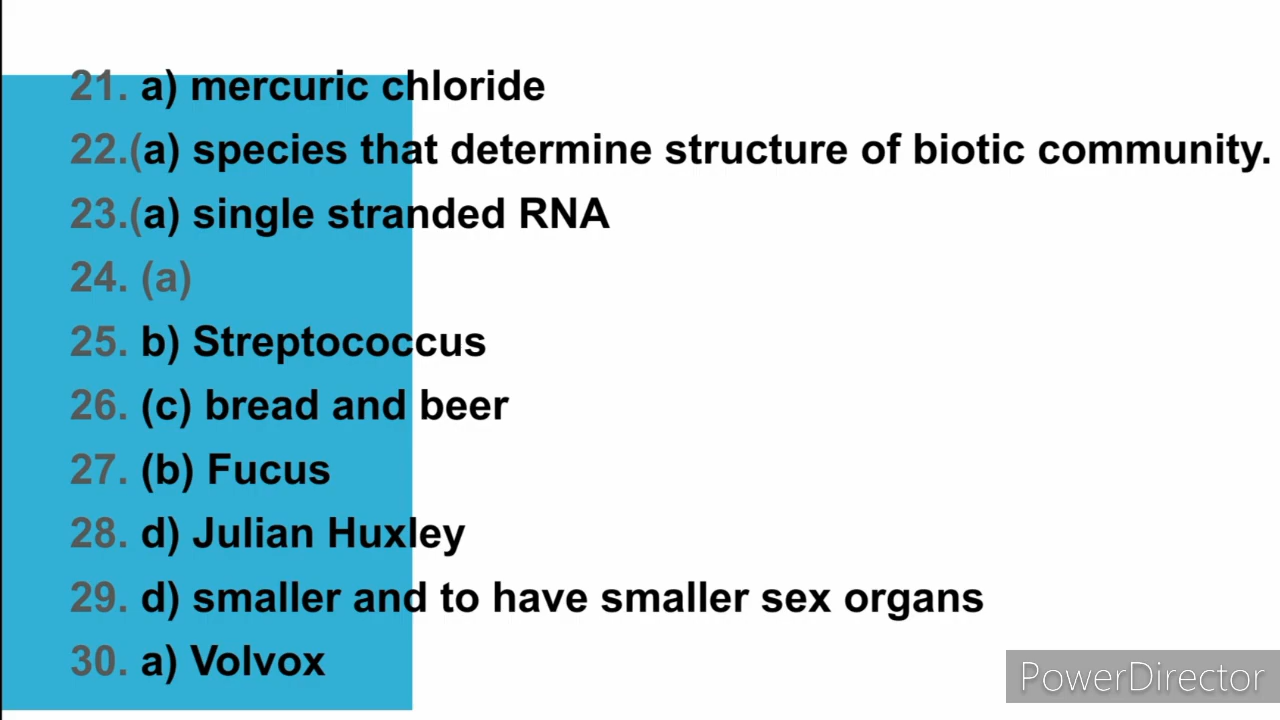 21. a) mercuric chloride
22.(a) species that determine structure of biotic community.
23.(a) single stranded RNA
24. (a)
25. b) Streptococcus
26. (c) bread and beer
27. (b) Fucus
28. d) Julian Huxley
29. d) smaller and to have smaller sex organs
30. a) Volvox
PowerDirector